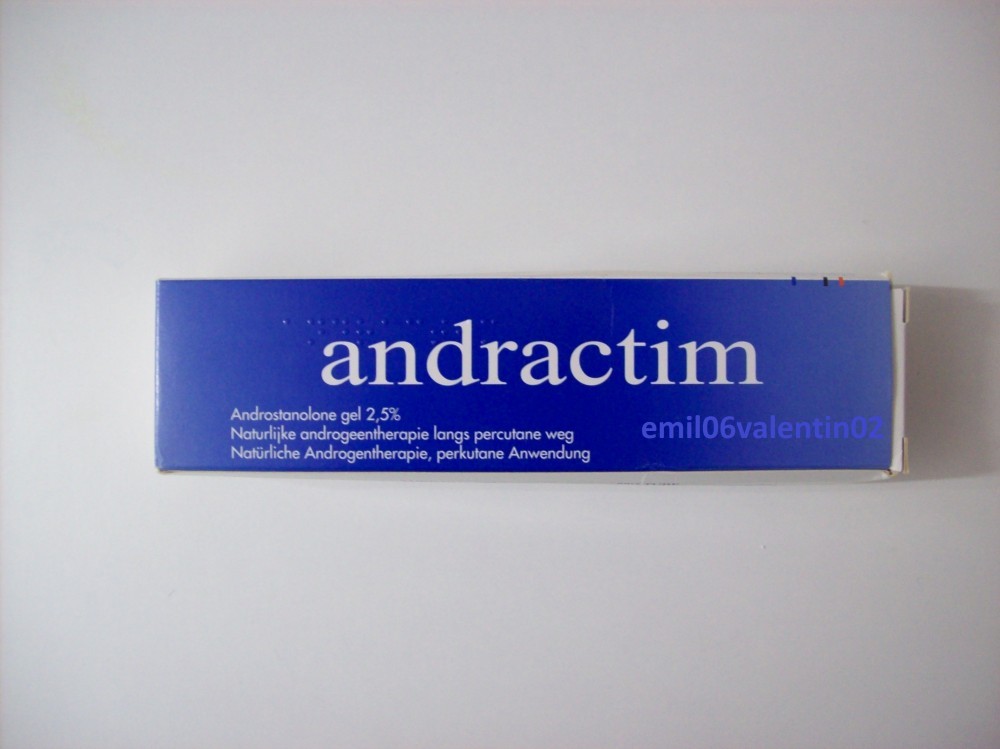 andractim
Androstanolone gel 2,5%
Naturlijke androgeentherapie langs percutane weg
Natürliche Androgentherapie, perkutane Anwendung
emil06valentin02